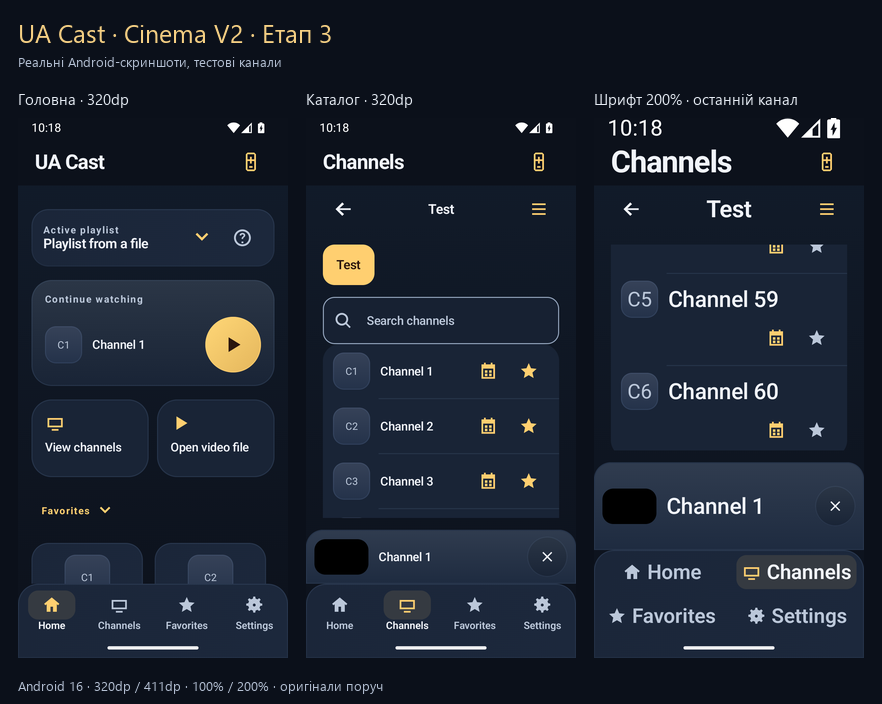 UA Cast · Cinema V2 · Етап 3
Реальні Android-скриншоти, тестові канали
Головна · 320dp
10:18
UA Cast
Active playlist
Playlist from a file
Continue watching
C1
Channel 1
View channels
Open video file
Favorites
C1
C2
Home
Channels
Favorites
Settings
Каталог · 320dp
10:18
Channels
Test
Test
Search channels
C1
Channel 1
C2
Channel 2
C3
Channel 3
Channel 1
Home
Channels
Favorites
Settings
Шрифт 200% · останній канал
10:18
Channels
Test
C5
Channel 59
C6
Channel 60
Channel 1
Home
Channels
Favorites
Settings
Android 16 · 320dp / 411dp · 100% / 200% · оригінали поруч